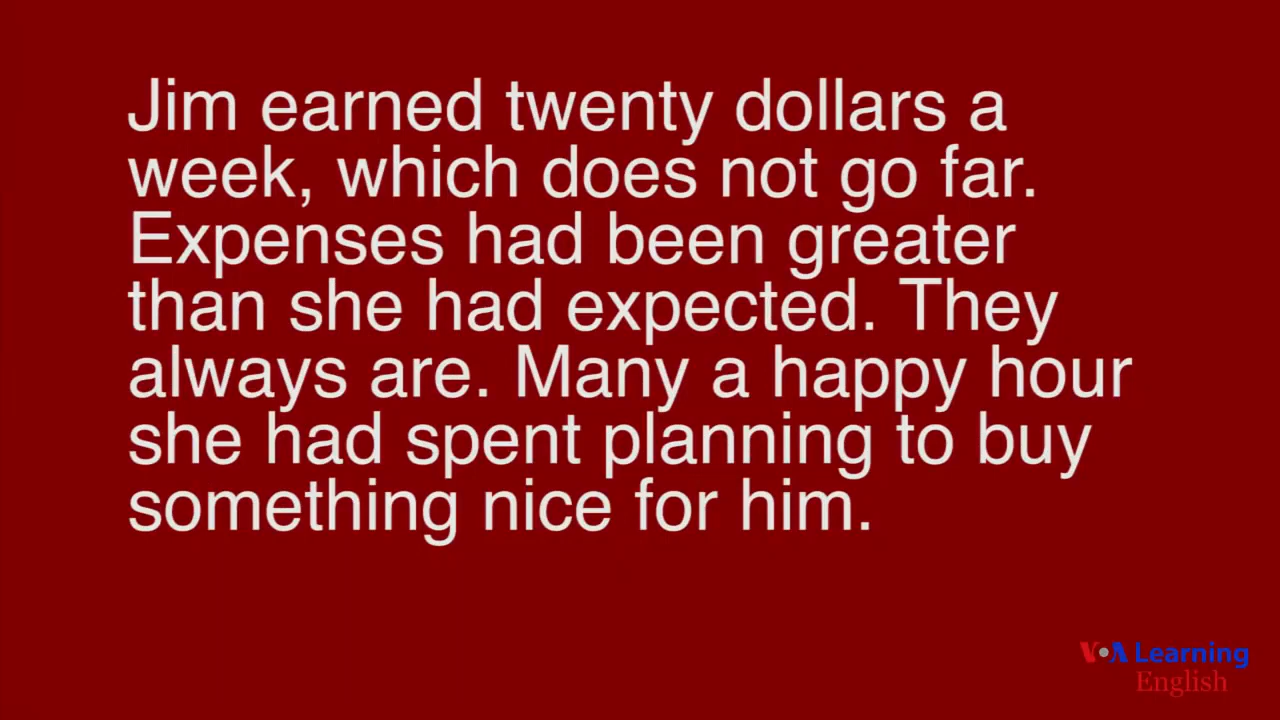 Jim earned twenty dollars a
week, which does not go far.
Expenses had been greater
than she had expected. They
always are. Many a happy hour
she had spent planning to buy
something nice for him.
VOA Learning
English